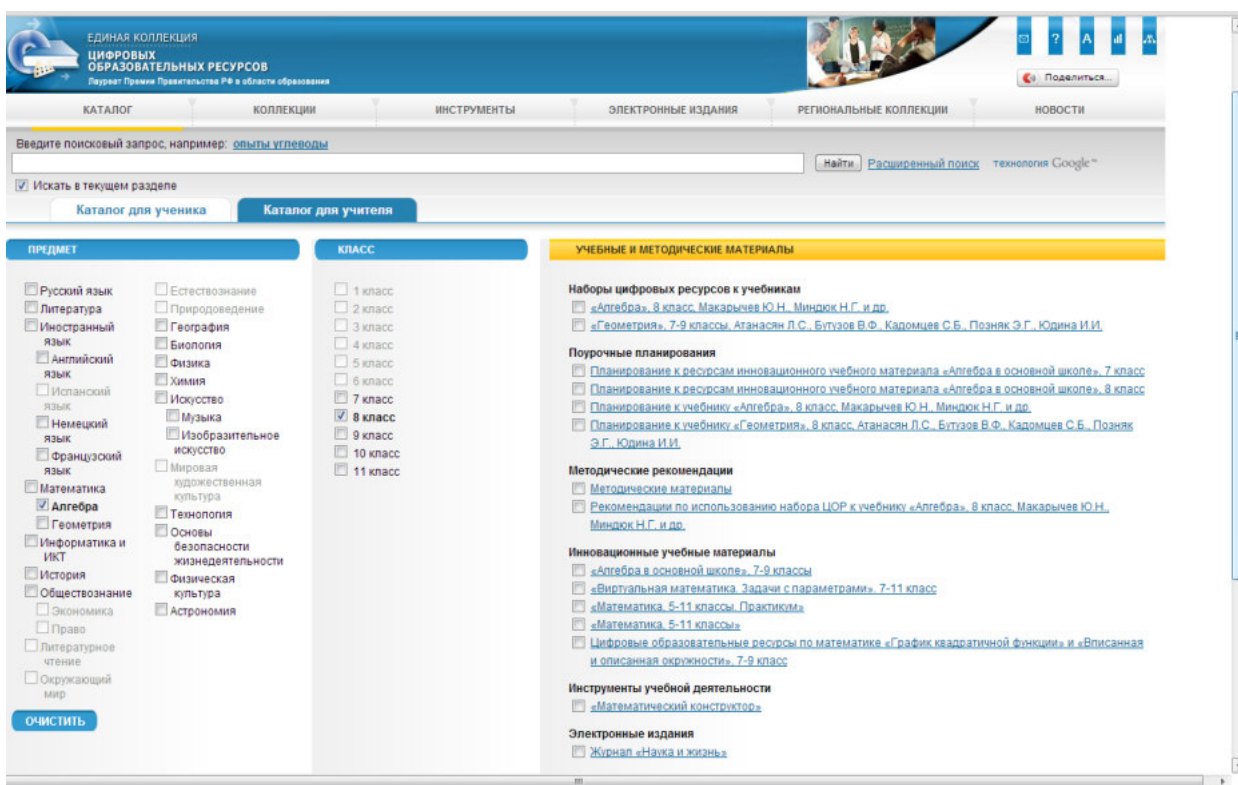 ЕДИНАЯ КОЛЛЕКЦИЯ
ЦИФРОВЫХ
ОБРАЗОВАТЕЛЬНЫХ РЕСУРСОВ
Лауреат Премии Правительства РФ в области образования
? A
Поделиться...
КАТАЛОГ КОЛЛЕКЦИИ ИНСТРУМЕНТЫ ЭЛЕКТРОННЫЕ ИЗДАНИЯ РЕГИОНАЛЬНЫЕ КОЛЛЕКЦИИ НОВОСТИ
Введите поисковый запрос, например: опыты углеводы
Найти Расширенный поиск технология Google™
Искать в текущем разделе
Каталог для ученика Каталог для учителя
ПРЕДМЕТ
Русский язык
Литература
Иностранный
язык
Английский
язык
Испанский
язык
Немецкий
язык
Французский
язык
Математика
Алгебра
Геометрия
Информатика и
ИКТ
История
Обществознание
Экономика
Право
Литературное
чтение
Окружающий
мир
Естествознание
Природоведение
География
Биология
Физика
Химия
Искусство
Музыка
Изобразительное
искусство
Мировая
художественная
культура
Технология
Основы
безопасности
жизнедеятельности
Физическая
культура
Астрономия
ОЧИСТИТЬ
КЛАСС
1 класс
2 класс
3 класс
4 класс
5 класс
6 класс
7 класс
8 класс
9 класс
10 класс
11 класс
УЧЕБНЫЕ И МЕТОДИЧЕСКИЕ МАТЕРИАЛЫ
Наборы цифровых ресурсов к учебникам
«Алгебра», 8 класс, Макарычев Ю.Н., Миндюк Н.Г. и др.
«Геометрия», 7-9 классы, Атанасян Л.С., Бутузов В.Ф., Кадомцев С.Б., Позняк Э.Г., Юдина И.И.
Поурочные планирования
Планирование к ресурсам инновационного учебного материала «Алгебра в основной школе», 7 класс
Планирование к ресурсам инновационного учебного материала «Алгебра в основной школе», 8 класс
Планирование к учебнику «Алгебра», 8 класс, Макарычев Ю.Н., Миндюк Н.Г. и др.
Планирование к учебнику «Геометрия», 8 класс, Атанасян Л.С., Бутузов В.Ф., Кадомцев С.Б., Позняк
Э.Г., Юдина И.И.
Методические рекомендации
Методические материалы
Рекомендации по использованию набора ЦОР к учебнику «Алгебра», 8 класс, Макарычев Ю.Н.,
Миндюк Н.Г. и др.
Инновационные учебные материалы
«Алгебра в основной школе», 7-9 классы
«Виртуальная математика. Задачи с параметрами», 7-11 класс
«Математика, 5-11 классы. Практикум»
«Математика, 5-11 классы»
Цифровые образовательные ресурсы по математике «График квадратичной функции» и «Вписанная
и описанная окружности», 7-9 класс
Инструменты учебной деятельности
«Математический конструктор»
Электронные издания
Журнал «Наука и жизнь»